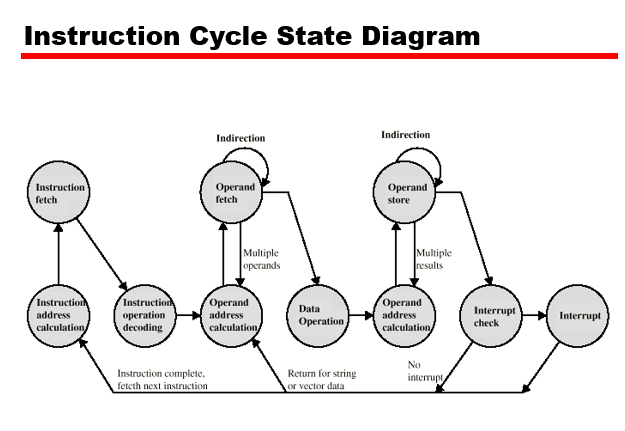 Instruction Cycle State Diagram
Indirection
Indirection
Instruction
fetch
Operand
fetch
Operand
store
Multiple
operands
Multiple
results
Instruction
address
calculation
Instruction
operation
decoding
Operand
address
calculation
Data
Operation
Operand
address
calculation
Interrupt
check
Interrupt
Instruction complete,
fetcth next instruction
Return for string
or vector data
No
interrupt